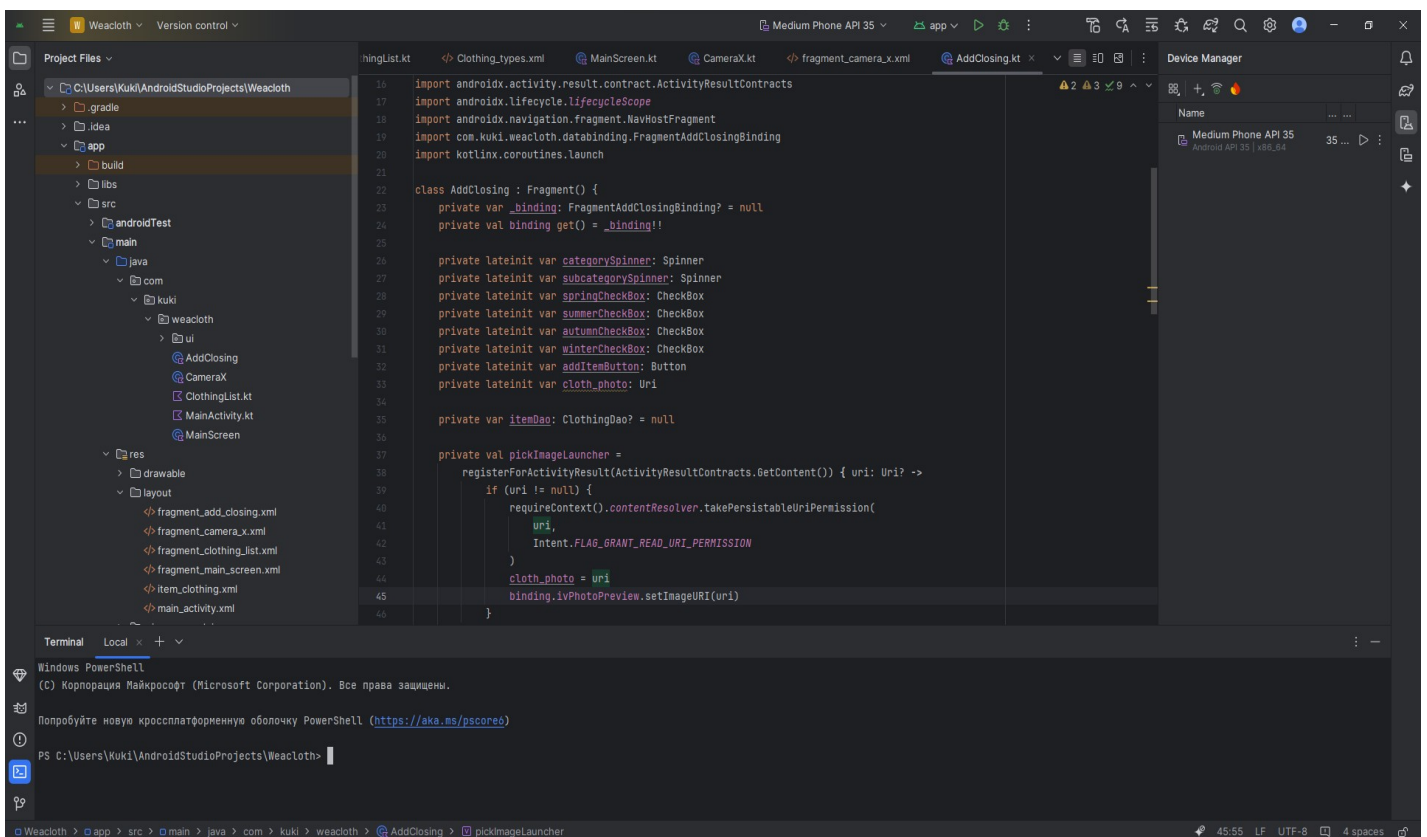 W Weacloth Version control
Medium Phone API 35 app
Project Files
hingList.kt Clothing_types.xml MainScreen.kt CameraX.kt fragment_camera_x.xml AddClosing.kt
Device Manager
C:\Users\Kuki\AndroidStudioProjects\Weacloth
.gradle
.idea
app
build
libs
src
androidTest
main
java
com
kuki
weacloth
ui
AddClosing
CameraX
ClothingList.kt
MainActivity.kt
MainScreen
res
drawable
layout
fragment_add_closing.xml
fragment_camera_x.xml
fragment_clothing_list.xml
fragment_main_screen.xml
item_clothing.xml
main_activity.xml
2 3 9
16 import androidx.activity.result.contract.ActivityResultContracts
17 import androidx.lifecycle.lifecycleScope
18 import androidx.navigation.fragment.NavHostFragment
19 import com.kuki.weacloth.databinding.FragmentAddClosingBinding
20 import kotlinx.coroutines.launch
21
22 class AddClosing : Fragment() {
23 private var _binding: FragmentAddClosingBinding? = null
24 private val binding get() = _binding!!
25
26 private lateinit var categorySpinner: Spinner
27 private lateinit var subcategorySpinner: Spinner
28 private lateinit var springCheckBox: CheckBox
29 private lateinit var summerCheckBox: CheckBox
30 private lateinit var autumnCheckBox: CheckBox
31 private lateinit var winterCheckBox: CheckBox
32 private lateinit var addItemButton: Button
33 private lateinit var cloth_photo: Uri
34
35 private var itemDao: ClothingDao? = null
36
37 private val pickImageLauncher =
38 registerForActivityResult(ActivityResultContracts.GetContent()) { uri: Uri? ->
39 if (uri != null) {
40 requireContext().contentResolver.takePersistableUriPermission(
41 uri,
42 Intent.FLAG_GRANT_READ_URI_PERMISSION
43 )
44 cloth_photo = uri
45 binding.ivPhotoPreview.setImageURI(uri)
46 }
Name ... ...
Medium Phone API 35 35 ...
Android API 35 | x86_64
Terminal Local
Windows PowerShell
(C) Корпорация Майкрософт (Microsoft Corporation). Все права защищены.
Попробуйте новую кроссплатформенную оболочку PowerShell (https://aka.ms/pscore6)
PS C:\Users\Kuki\AndroidStudioProjects\Weacloth>
Weacloth > app > src > main > java > com > kuki > weacloth > AddClosing > pickImageLauncher
45:55 LF UTF-8 4 spaces